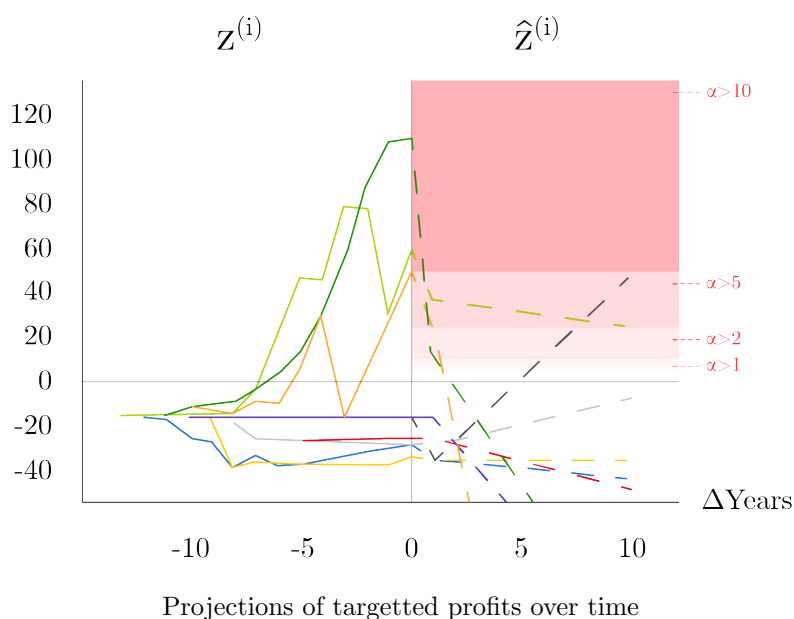 z(i) ẑ(i)
120
100
80
60
40
20
0
-20
-40
α>10
α>5
α>2
α>1
ΔYears
-10 -5 0 5 10
Projections of targetted profits over time